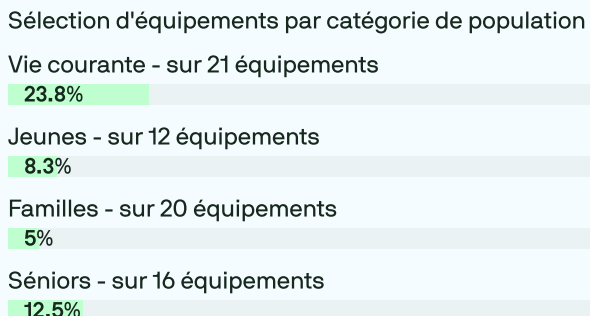 Sélection d'équipements par catégorie de population
Vie courante - sur 21 équipements
23.8%
Jeunes - sur 12 équipements
8.3%
Familles - sur 20 équipements
5%
Séniors - sur 16 équipements
12.5%